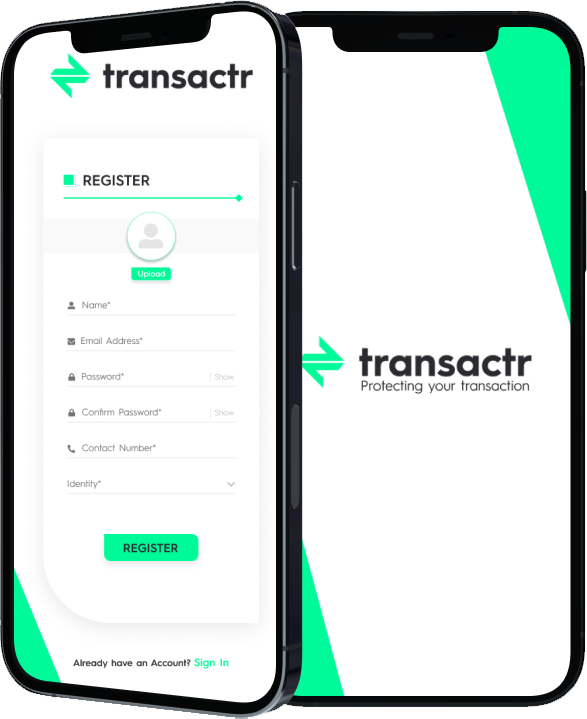 transactr
REGISTER
Upload
Name*
Email Address*
Password* | Show
Confirm Password* | Show
Contact Number*
Identity*
REGISTER
Already have an Account? Sign In
transactr
Protecting your transaction